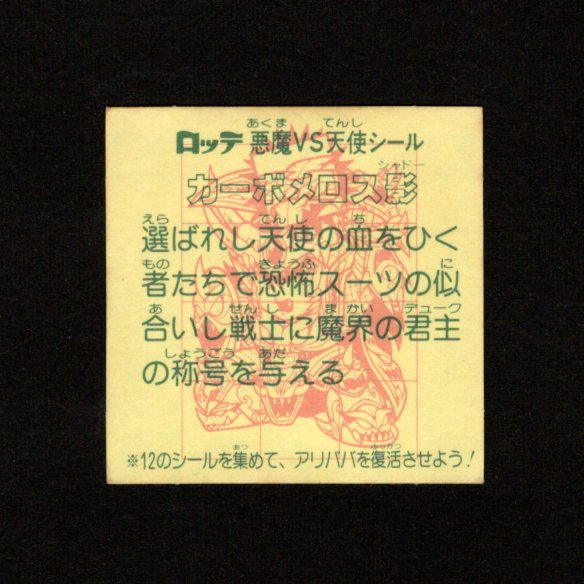 あくま てんし
ロッテ 悪魔VS天使シール
シャドー
カーボメロス影
えら てんし ち
選ばれし天使の血をひく
もの きょうふ に
者たちで恐怖スーツの似
あ せんし まかい デューク
合いし戦士に魔界の君主
しょうごう あだ
の称号を与える
あつ ふっかつ
※12のシールを集めて、アリババを復活させよう!